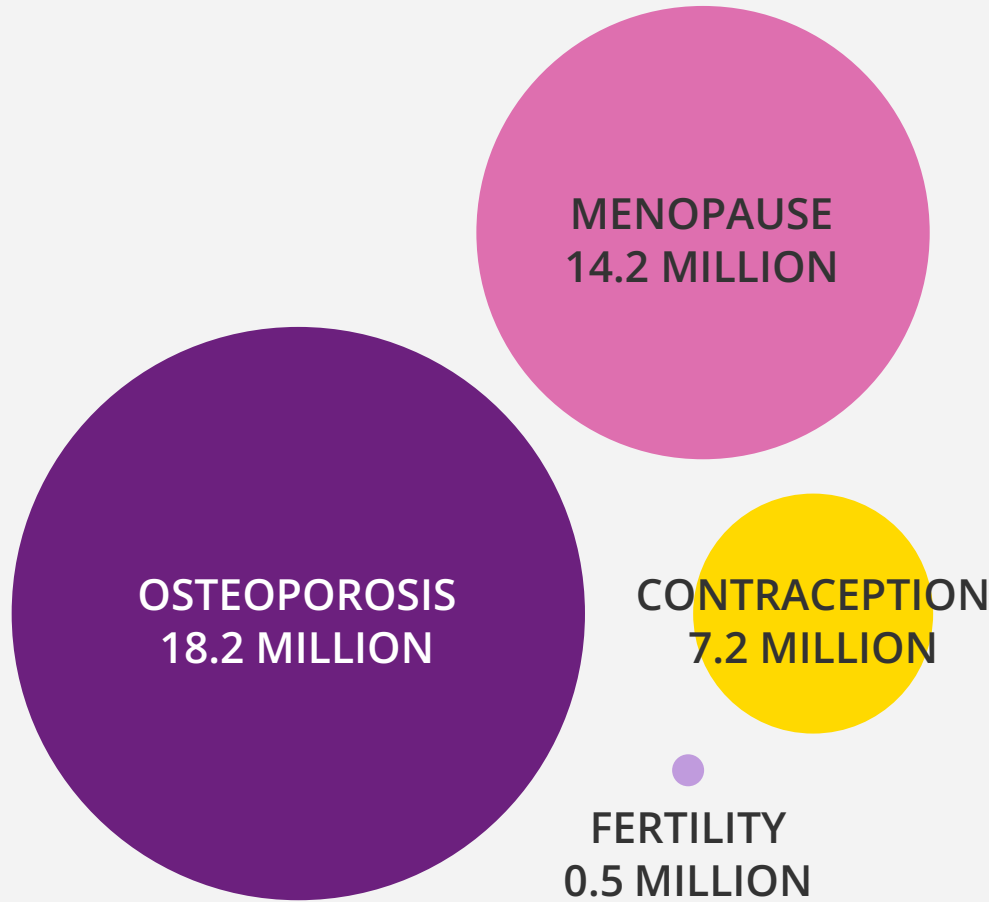 MENOPAUSE
14.2 MILLION
OSTEOPOROSIS
18.2 MILLION
CONTRACEPTION
7.2 MILLION
FERTILITY
0.5 MILLION